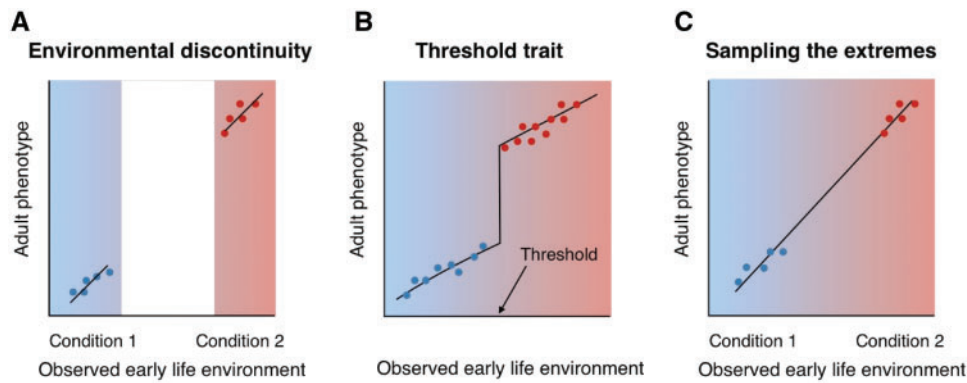 A
Environmental discontinuity
Adult phenotype
Condition 1
Condition 2
Observed early life environment
B
Threshold trait
Adult phenotype
Threshold
Observed early life environment
C
Sampling the extremes
Adult phenotype
Condition 1
Condition 2
Observed early life environment